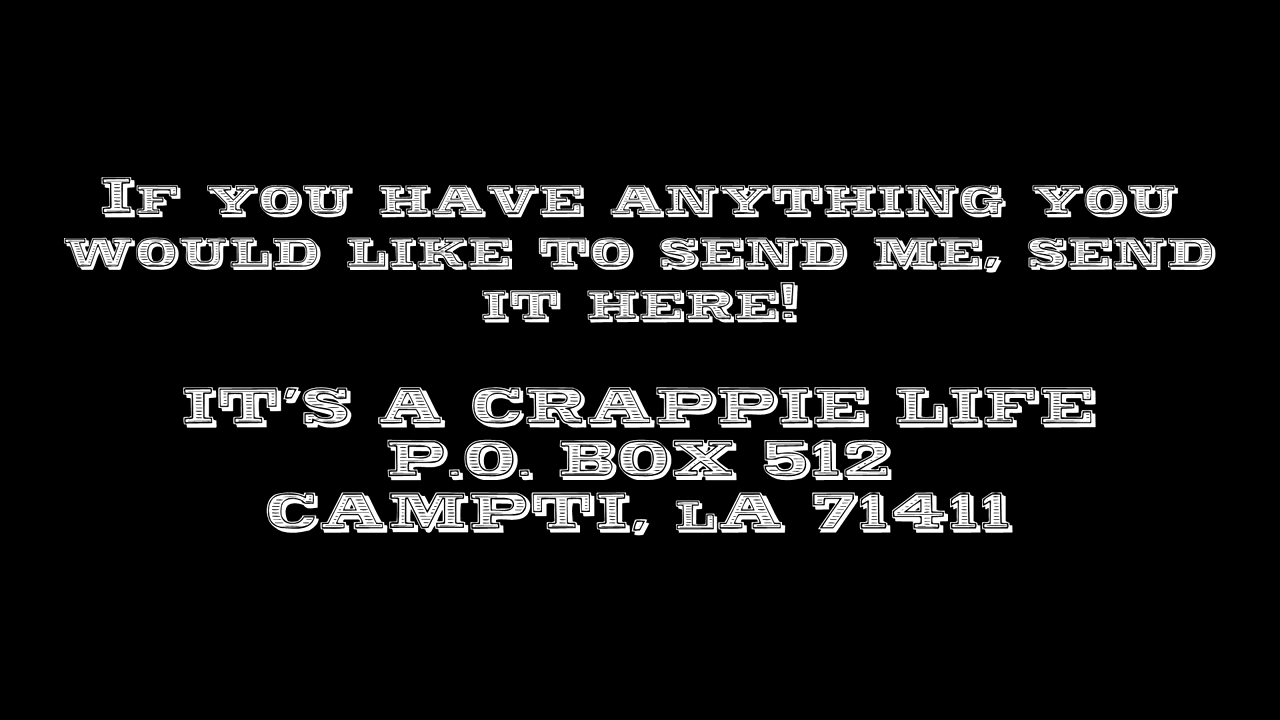 If you have anything you
would like to send me, send
it here!
IT'S A CRAPPIE LIFE
P.O. BOX 512
CAMPTI, lA 71411